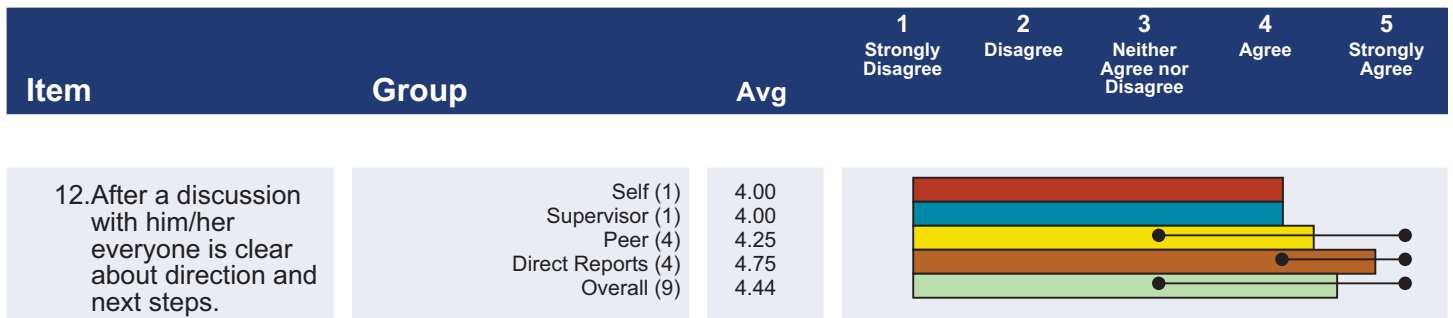 Item
Group
Avg
1
Strongly
Disagree
2
Disagree
3
Neither
Agree nor
Disagree
4
Agree
5
Strongly
Agree
12.After a discussion
with him/her
everyone is clear
about direction and
next steps.
Self (1)
Supervisor (1)
Peer (4)
Direct Reports (4)
Overall (9)
4.00
4.00
4.25
4.75
4.44